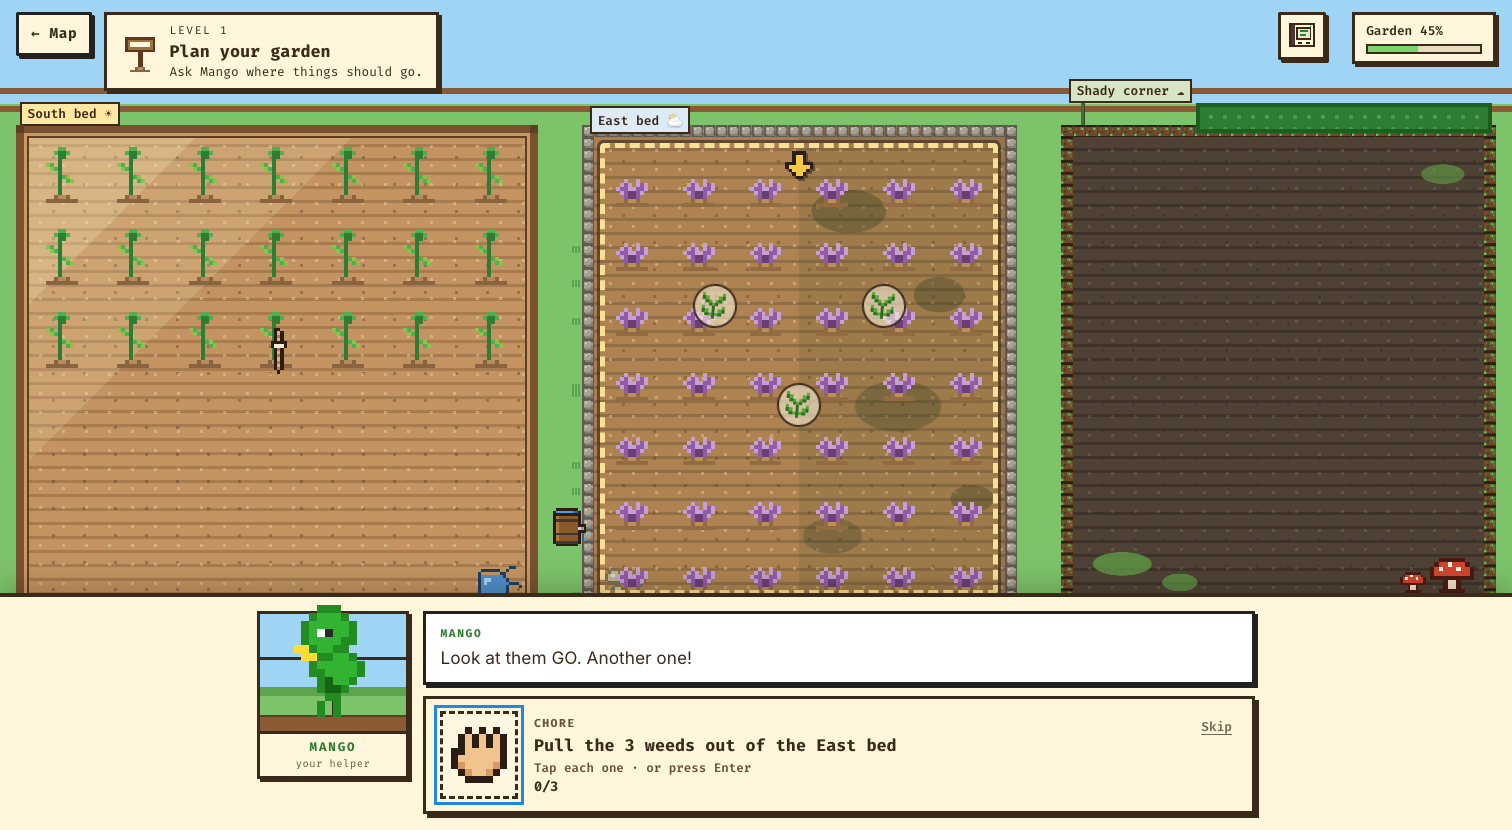 ← Map
LEVEL 1
Plan your garden
Ask Mango where things should go.
Garden 45%
South bed ☀
East bed ⛅
Shady corner ☁
MANGO
your helper
MANGO
Look at them GO. Another one!
CHORE
Pull the 3 weeds out of the East bed
Tap each one · or press Enter
0/3
Skip